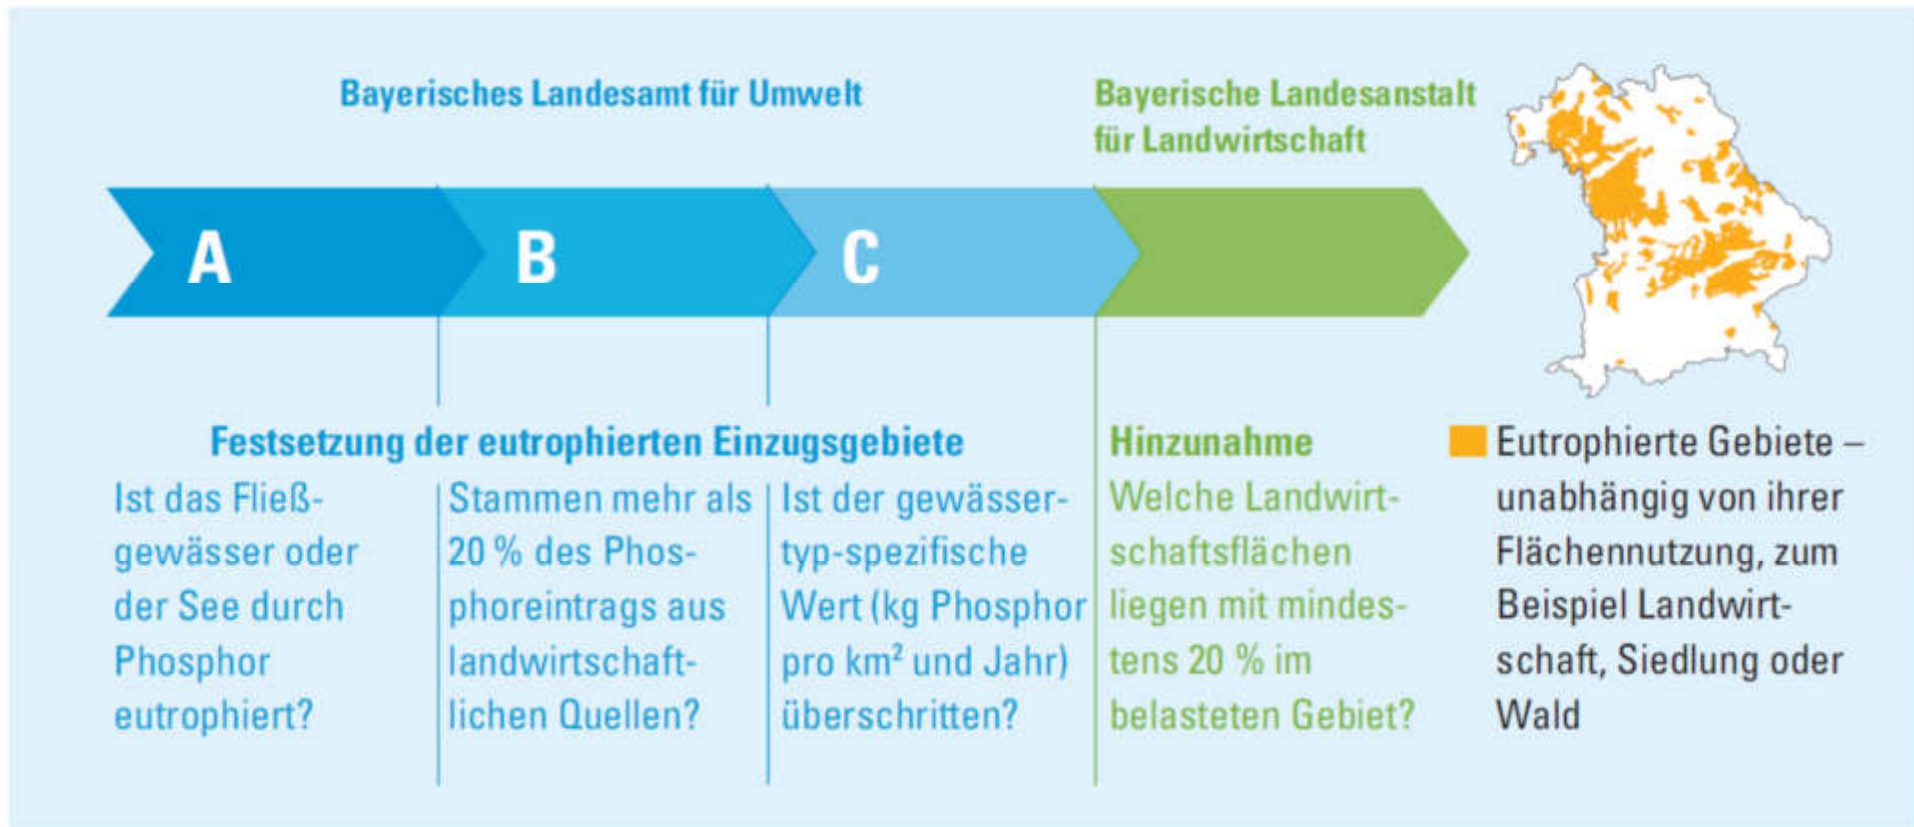 Bayerisches Landesamt für Umwelt
Bayerische Landesanstalt
für Landwirtschaft
A
B
C
Festsetzung der eutrophierten Einzugsgebiete
Ist das Fließ-
gewässer oder
der See durch
Phosphor
eutrophiert?
Stammen mehr als
20 % des Phos-
phoreintrags aus
landwirtschaft-
lichen Quellen?
Ist der gewässer-
typ-spezifische
Wert (kg Phosphor
pro km² und Jahr)
überschritten?
Hinzunahme
Welche Landwirt-
schaftsflächen
liegen mit mindes-
tens 20 % im
belasteten Gebiet?
Eutrophierte Gebiete –
unabhängig von ihrer
Flächennutzung, zum
Beispiel Landwirt-
schaft, Siedlung oder
Wald